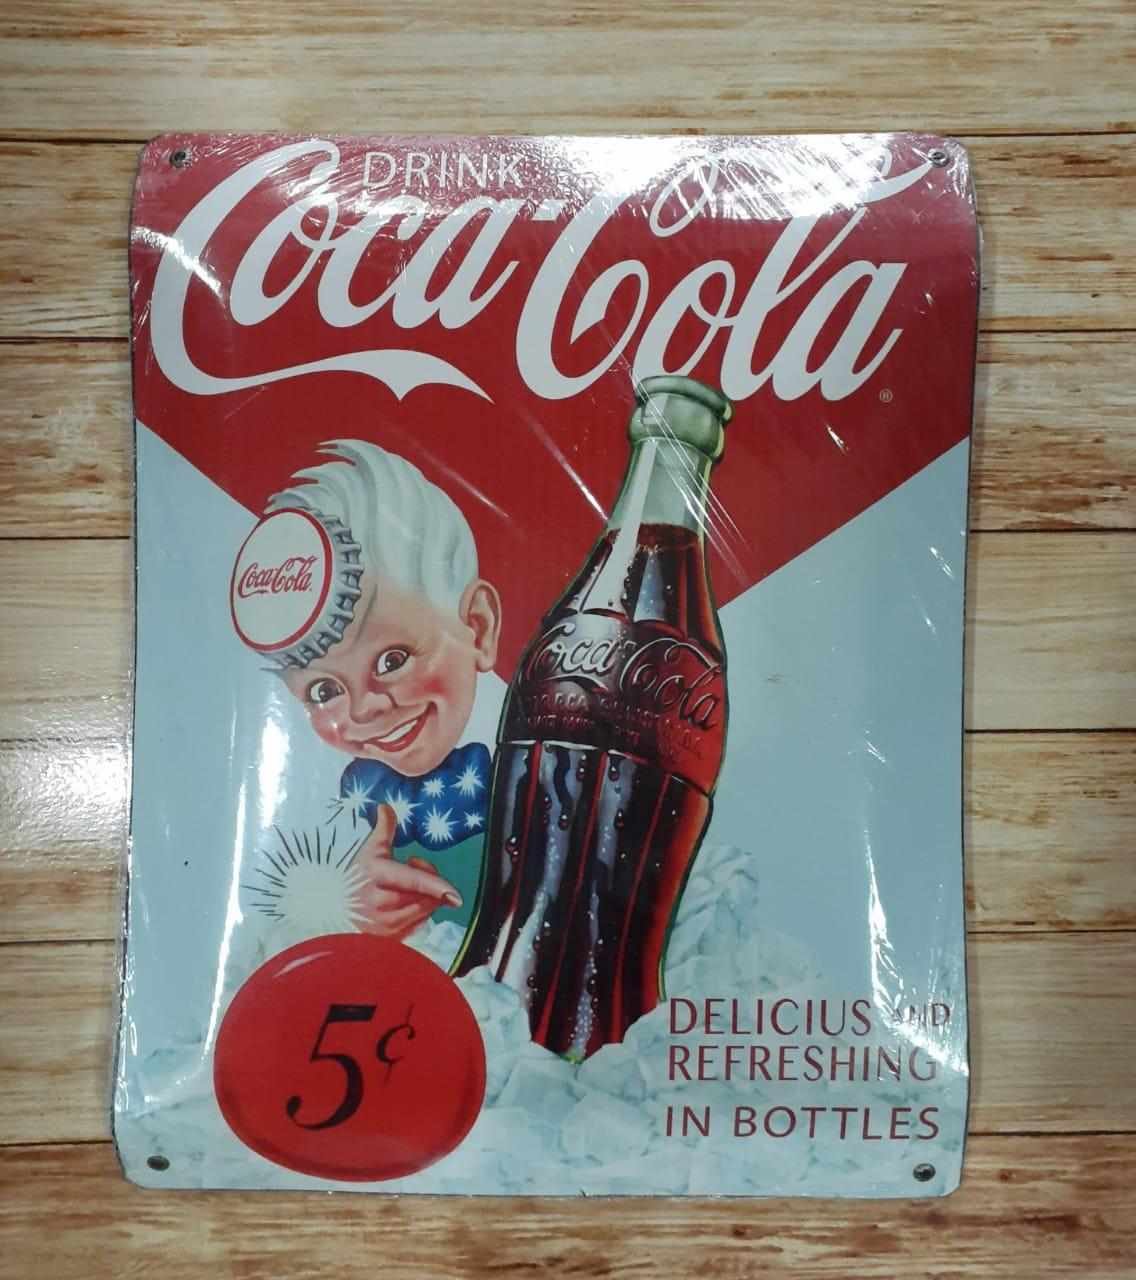 DRINK
Coca-Cola
®
Coca-Cola
Coca-Cola
5¢
DELICIUS AND
REFRESHING
IN BOTTLES